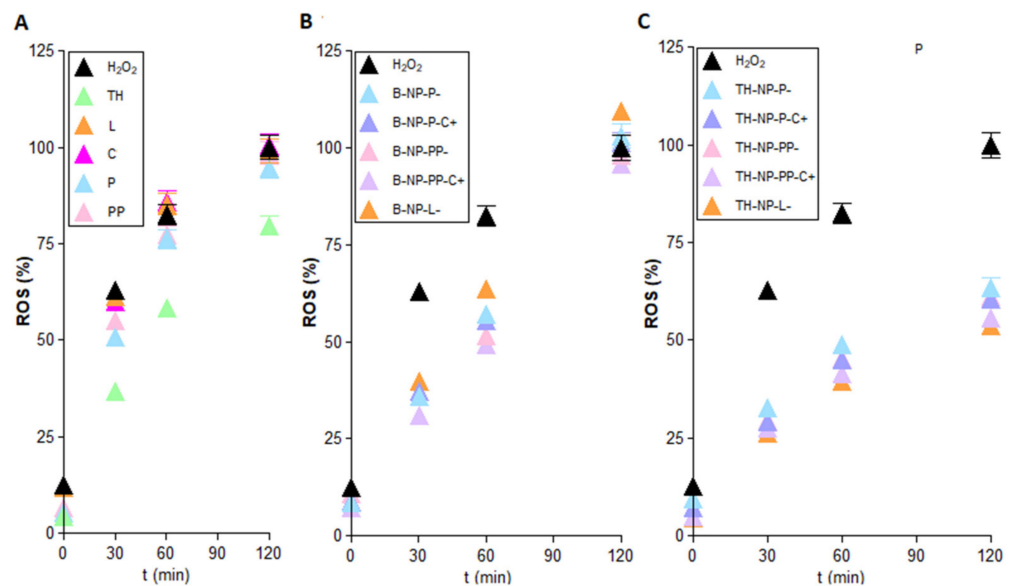 A
ROS (%)
125
100
75
50
25
0
H₂O₂
TH
L
C
P
PP
0 30 60 90 120
t (min)
B
ROS (%)
125
100
75
50
25
0
H₂O₂
B-NP-P-
B-NP-P-C+
B-NP-PP-
B-NP-PP-C+
B-NP-L-
0 30 60 90 120
t (min)
C
P
ROS (%)
125
100
75
50
25
0
H₂O₂
TH-NP-P-
TH-NP-P-C+
TH-NP-PP-
TH-NP-PP-C+
TH-NP-L-
0 30 60 90 120
t (min)